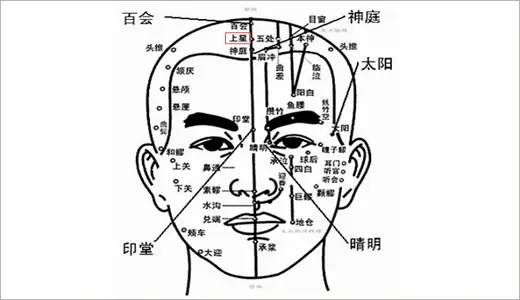 百会
目窗
神庭
百会
上星
五处
本神
头维
神庭
眉冲
头维
曲差
临泣
太阳
颔厌
悬颅
阳白
丝竹空
鱼腰
悬厘
攒竹
印堂
太阳
曲鬓
和髎
晴明
瞳子髎
承泣
球后
耳门
上关
鼻通
四白
听宫
听会
迎香
下关
素髎
颧髎
水沟
巨髎
兑端
地仓
颊车
印堂
大迎
承浆
晴明